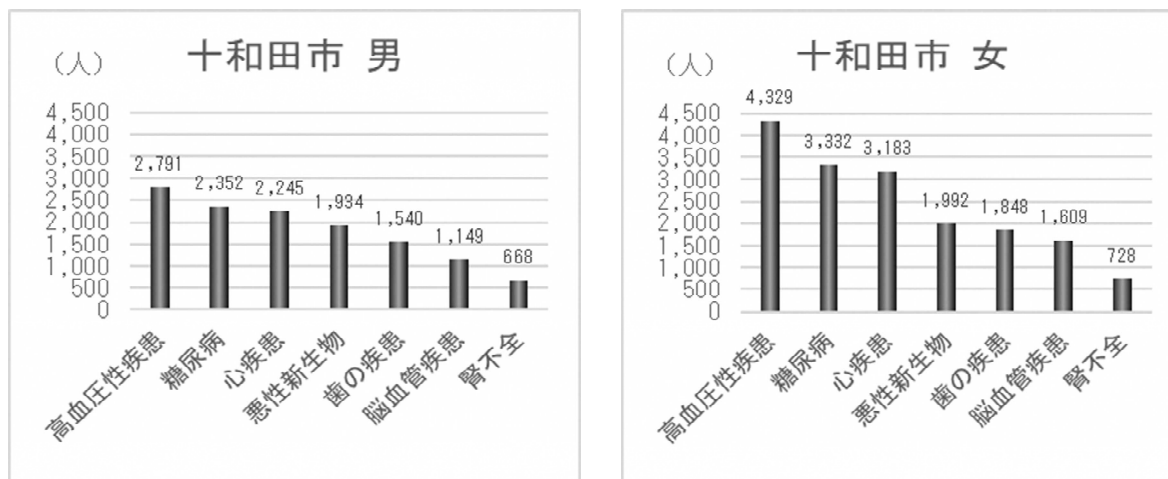 十和田市 男
（人）
4,500
4,000
3,500
3,000
2,500
2,000
1,500
1,000
500
0
2,791
2,352
2,245
1,934
1,540
1,149
668
高血圧性疾患
糖尿病
心疾患
悪性新生物
歯の疾患
脳血管疾患
腎不全
十和田市 女
（人）
4,500
4,000
3,500
3,000
2,500
2,000
1,500
1,000
500
0
4,329
3,332
3,183
1,992
1,848
1,609
728
高血圧性疾患
糖尿病
心疾患
悪性新生物
歯の疾患
脳血管疾患
腎不全